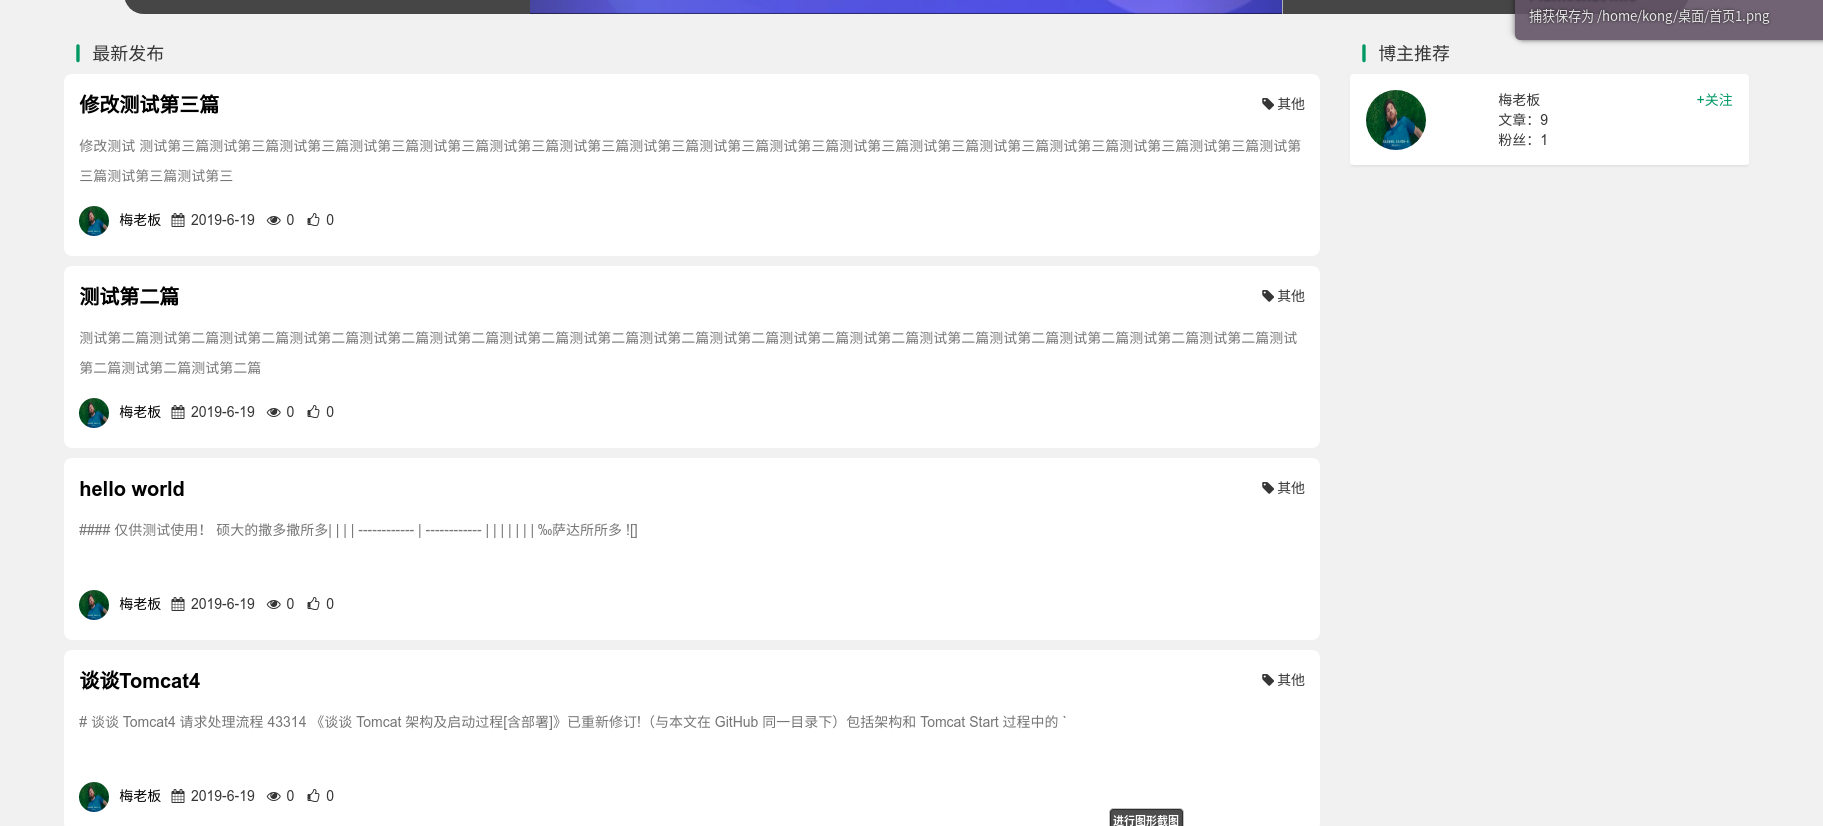 捕获保存为 /home/kong/桌面/首页1.png
最新发布
修改测试第三篇
其他
修改测试 测试第三篇测试第三篇测试第三篇测试第三篇测试第三篇测试第三篇测试第三篇测试第三篇测试第三篇测试第三篇测试第三篇测试第三篇测试第三篇测试第三篇测试第三篇测试第三篇测试第
三篇测试第三篇测试第三
梅老板 2019-6-19 0 0
测试第二篇
其他
测试第二篇测试第二篇测试第二篇测试第二篇测试第二篇测试第二篇测试第二篇测试第二篇测试第二篇测试第二篇测试第二篇测试第二篇测试第二篇测试第二篇测试第二篇测试第二篇测试第二篇测试
第二篇测试第二篇测试第二篇
梅老板 2019-6-19 0 0
hello world
其他
#### 仅供测试使用！ 硕大的撒多撒所多| | | | ------------ | ------------ | | | | | | | ‰萨达所所多 ![]
梅老板 2019-6-19 0 0
谈谈Tomcat4
其他
# 谈谈 Tomcat4 请求处理流程 43314 《谈谈 Tomcat 架构及启动过程[含部署]》已重新修订!（与本文在 GitHub 同一目录下）包括架构和 Tomcat Start 过程中的 `
梅老板 2019-6-19 0 0
博主推荐
梅老板 +关注
文章：9
粉丝：1
进行图形截图